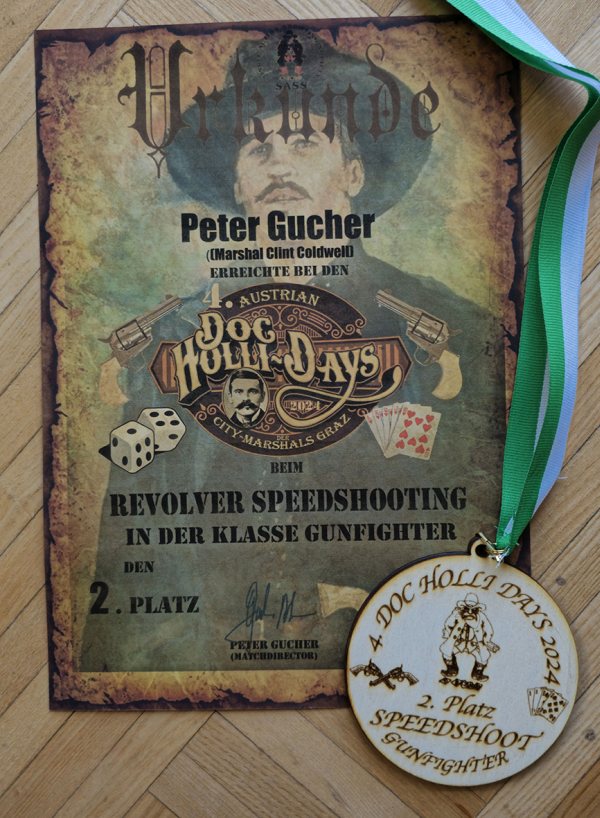 SASS
Urkunde
Peter Gucher
((Marshal Clint Coldwell)
ERREICHTE BEI DEN
4. AUSTRIAN
DOC
HOLLI-DAYS
2024
DER
CITY-MARSHALS GRAZ
BEIM
REVOLVER SPEEDSHOOTING
IN DER KLASSE GUNFIGHTER
DEN
2. PLATZ
PETER GUCHER
(MATCHDIRECTOR)
4. DOC HOLLI DAYS 2024
2. Platz
SPEEDSHOOT
GUNFIGHTER